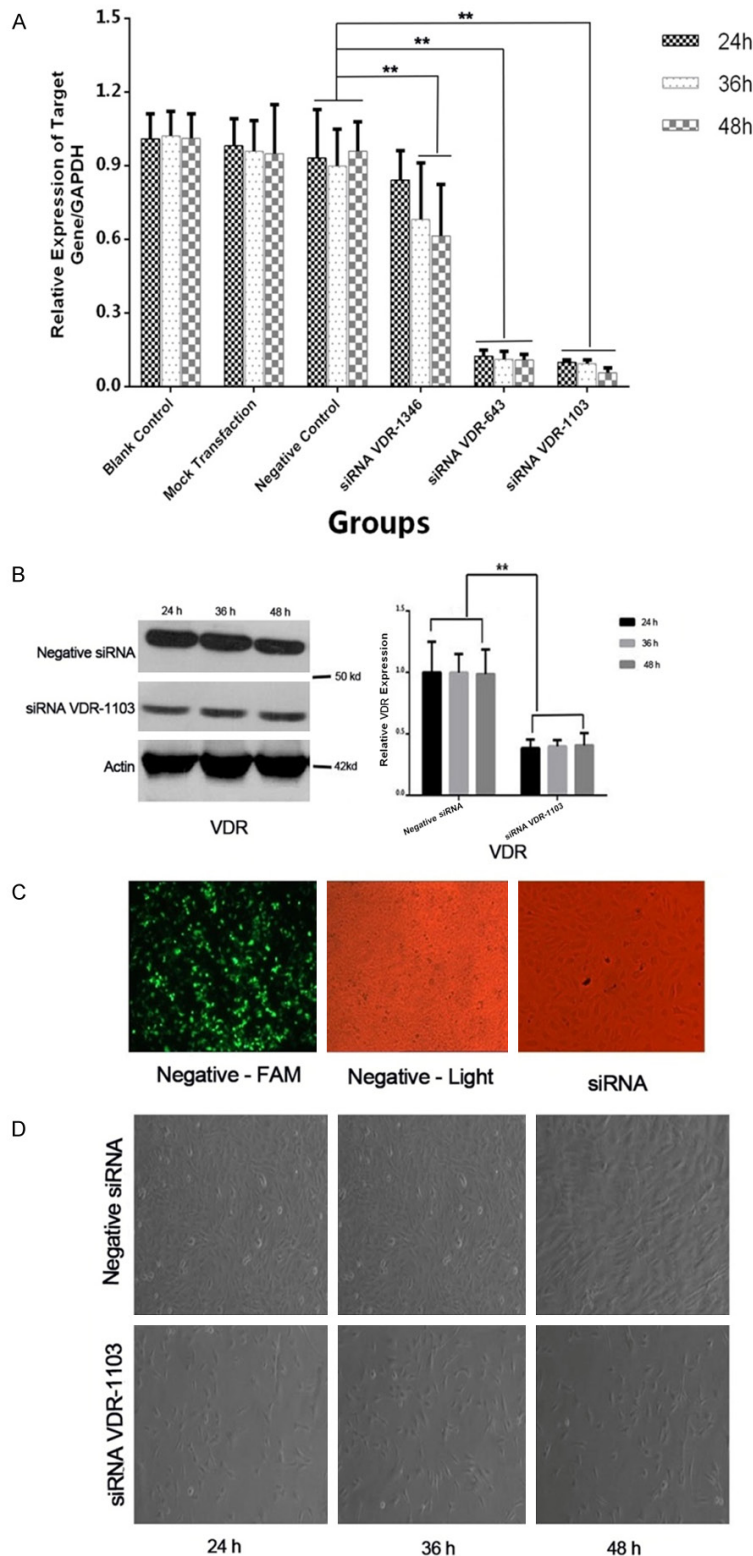 A
Relative Expression of Target
Gene/GAPDH
1.5
1.2
0.9
0.6
0.3
0.0
**
**
**
24h
36h
48h
Blank Control
Mock Transfaction
Negative Control
siRNA VDR-1346
siRNA VDR-643
siRNA VDR-1103
Groups
B
24 h 36 h 48 h
Negative siRNA
50 kd
siRNA VDR-1103
Actin
42kd
VDR
**
Relative VDR Expression
1.5
1.0
0.5
0.0
24 h
36 h
48 h
Negative siRNA
siRNA VDR-1103
VDR
C
Negative - FAM
Negative - Light
siRNA
D
Negative siRNA
siRNA VDR-1103
24 h
36 h
48 h